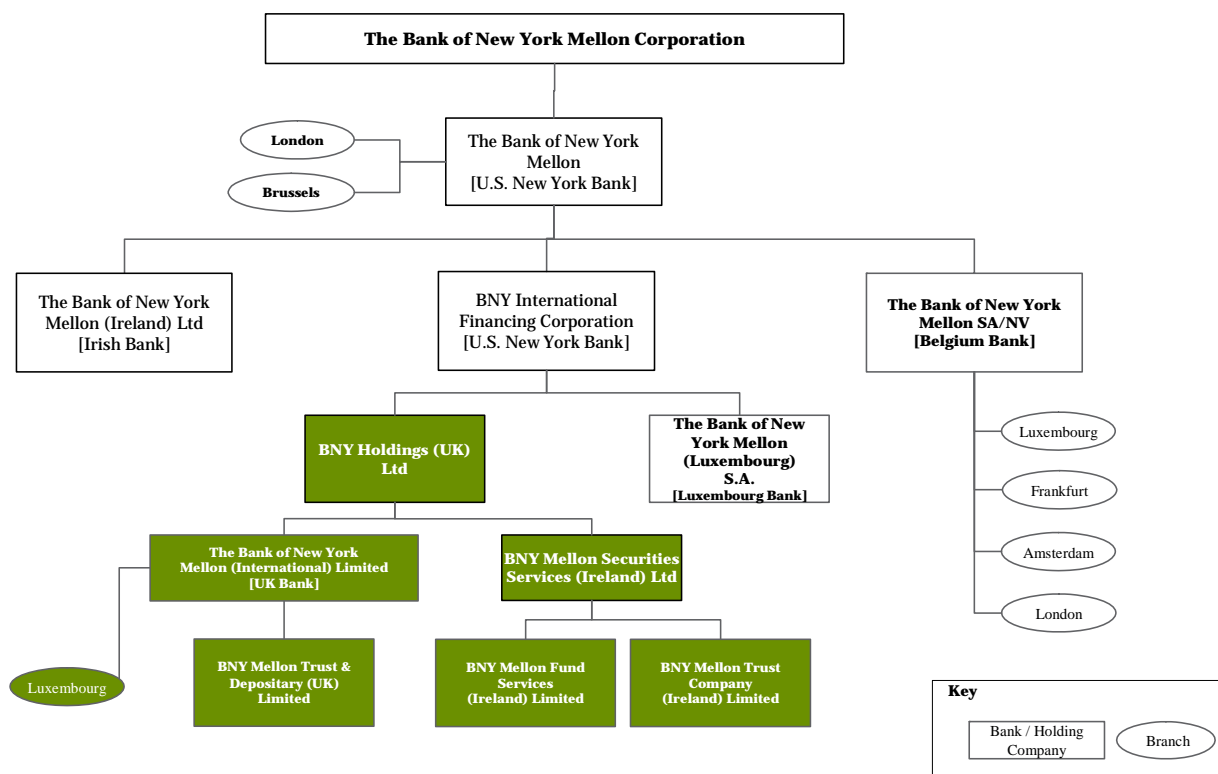 The Bank of New York Mellon Corporation
London
Brussels
The Bank of New York
Mellon
[U.S. New York Bank]
The Bank of New York
Mellon (Ireland) Ltd
[Irish Bank]
BNY International
Financing Corporation
[U.S. New York Bank]
The Bank of New York
Mellon SA/NV
[Belgium Bank]
BNY Holdings (UK)
Ltd
The Bank of New
York Mellon
(Luxembourg)
S.A.
[Luxembourg Bank]
Luxembourg
Frankfurt
Amsterdam
London
The Bank of New York
Mellon (International) Limited
[UK Bank]
BNY Mellon Securities
Services (Ireland) Ltd
Luxembourg
BNY Mellon Trust &
Depositary (UK)
Limited
BNY Mellon Fund
Services
(Ireland) Limited
BNY Mellon Trust
Company
(Ireland) Limited
Key
Bank / Holding
Company
Branch